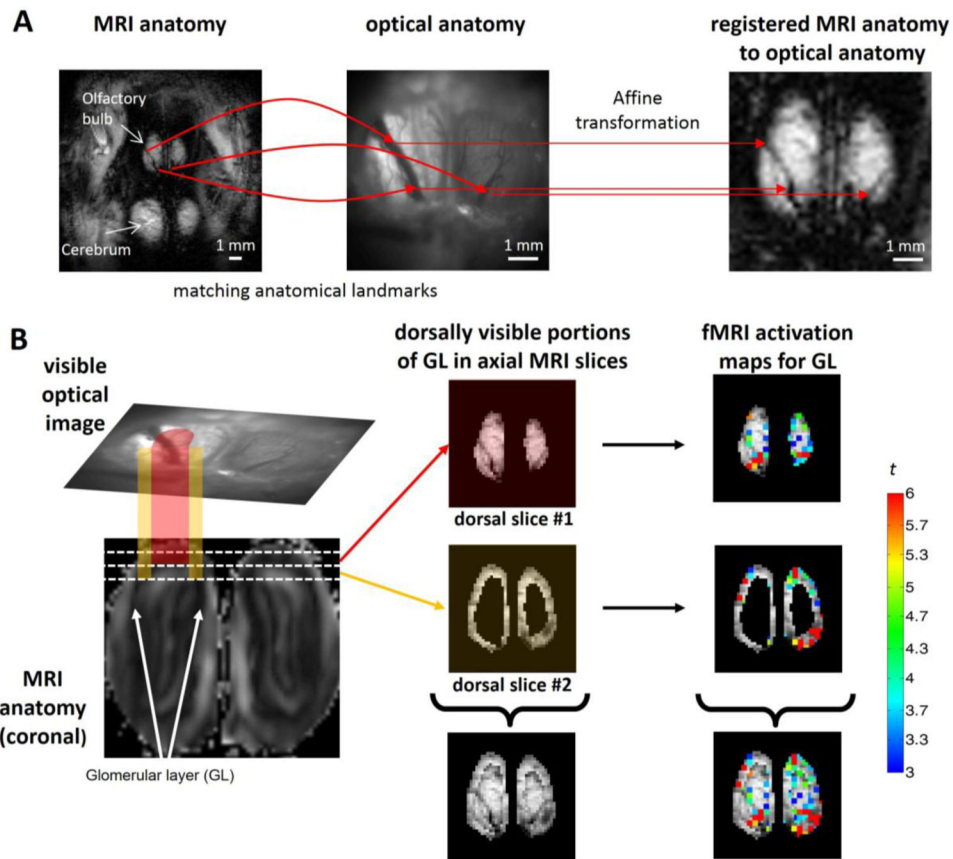 A
MRI anatomy
optical anatomy
registered MRI anatomy
to optical anatomy
Olfactory
bulb
Cerebrum
1 mm
1 mm
Affine
transformation
1 mm
matching anatomical landmarks
B
visible
optical
image
dorsally visible portions
of GL in axial MRI slices
fMRI activation
maps for GL
dorsal slice #1
dorsal slice #2
MRI
anatomy
(coronal)
Glomerular layer (GL)
t
6
5.7
5.3
5
4.7
4.3
4
3.7
3.3
3